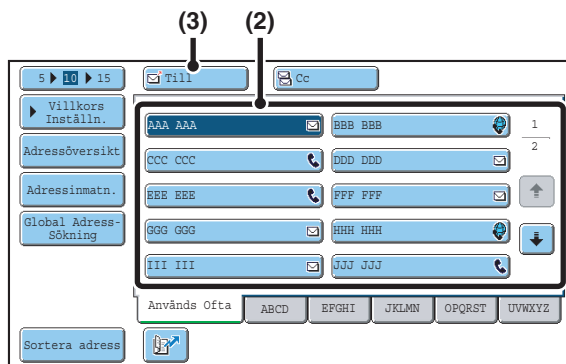 (3) (2)
5 10 15 Till Cc
Villkors
Inställn.
AAA AAA BBB BBB 1
Adressöversikt CCC CCC DDD DDD 2
Adressinmatn. EEE EEE FFF FFF
Global Adress-
Sökning
GGG GGG HHH HHH
III III JJJ JJJ
Används Ofta ABCD EFGHI JKLMN OPQRST UVWXYZ
Sortera adress